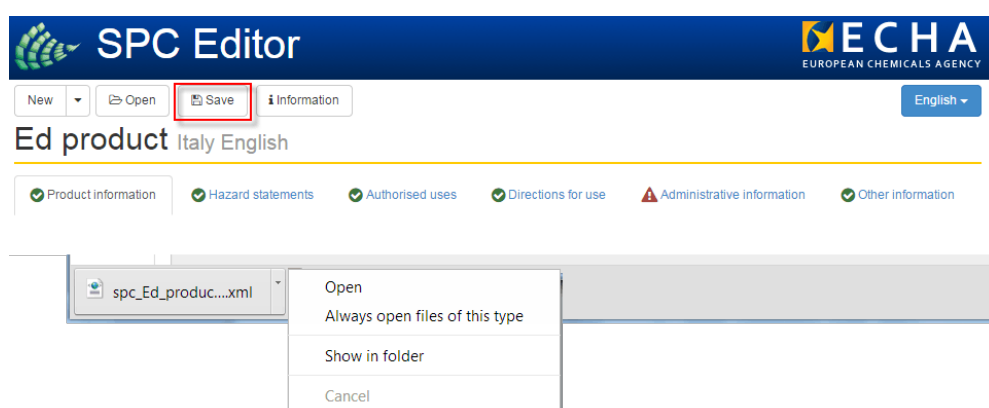 SPC Editor
ECHA
EUROPEAN CHEMICALS AGENCY
New Open Save Information English
Ed product Italy English
Product information Hazard statements Authorised uses Directions for use Administrative information Other information
spc_Ed_produc....xml
Open
Always open files of this type
Show in folder
Cancel